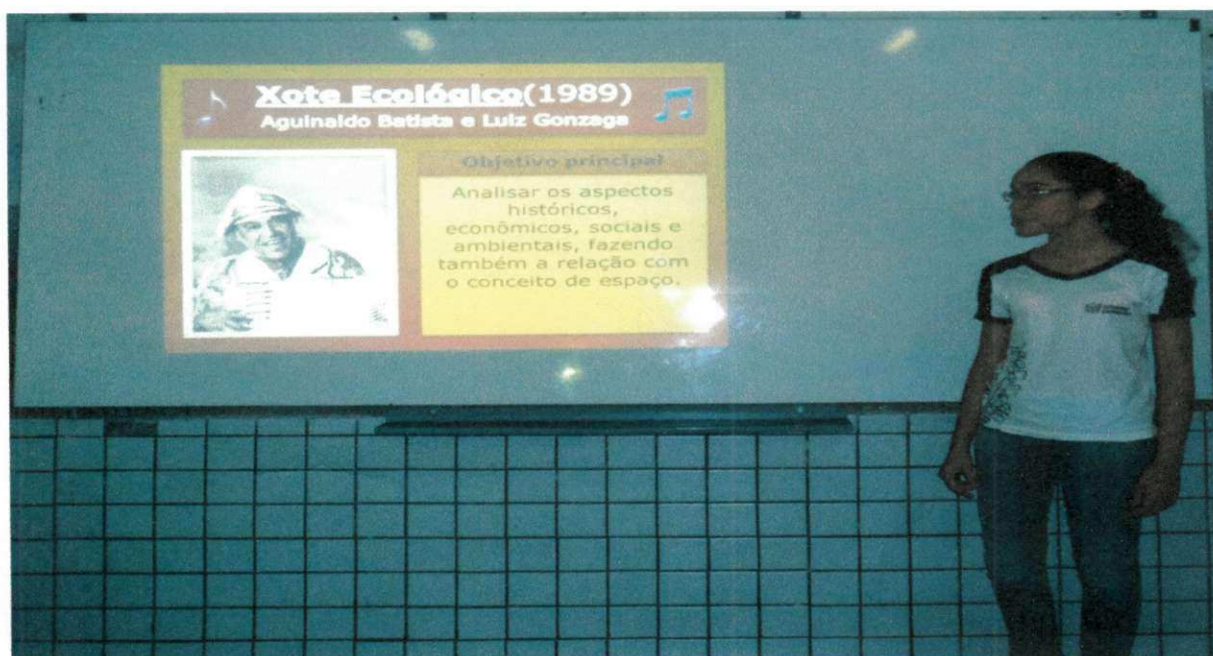 Xote Ecológico(1989)
Aguinaldo Batista e Luiz Gonzaga
Objetivo principal
Analisar os aspectos
históricos,
econômicos, sociais e
ambientais, fazendo
também a relação com
o conceito de espaço.